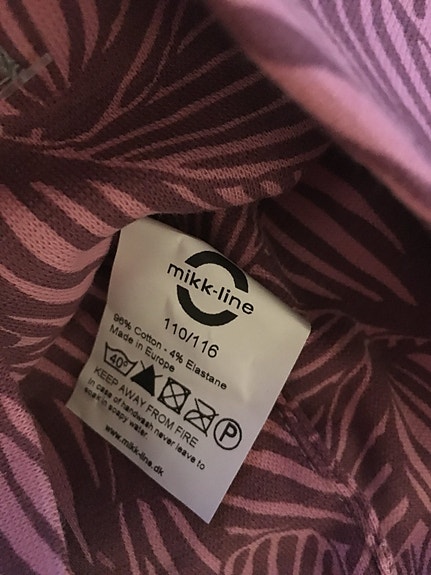 mikk-line
110/116
96% Cotton - 4% Elastane
Made in Europe
40° P
KEEP AWAY FROM FIRE
In case of handwash never leave to
soak in soapy water
www.mikk-line.dk